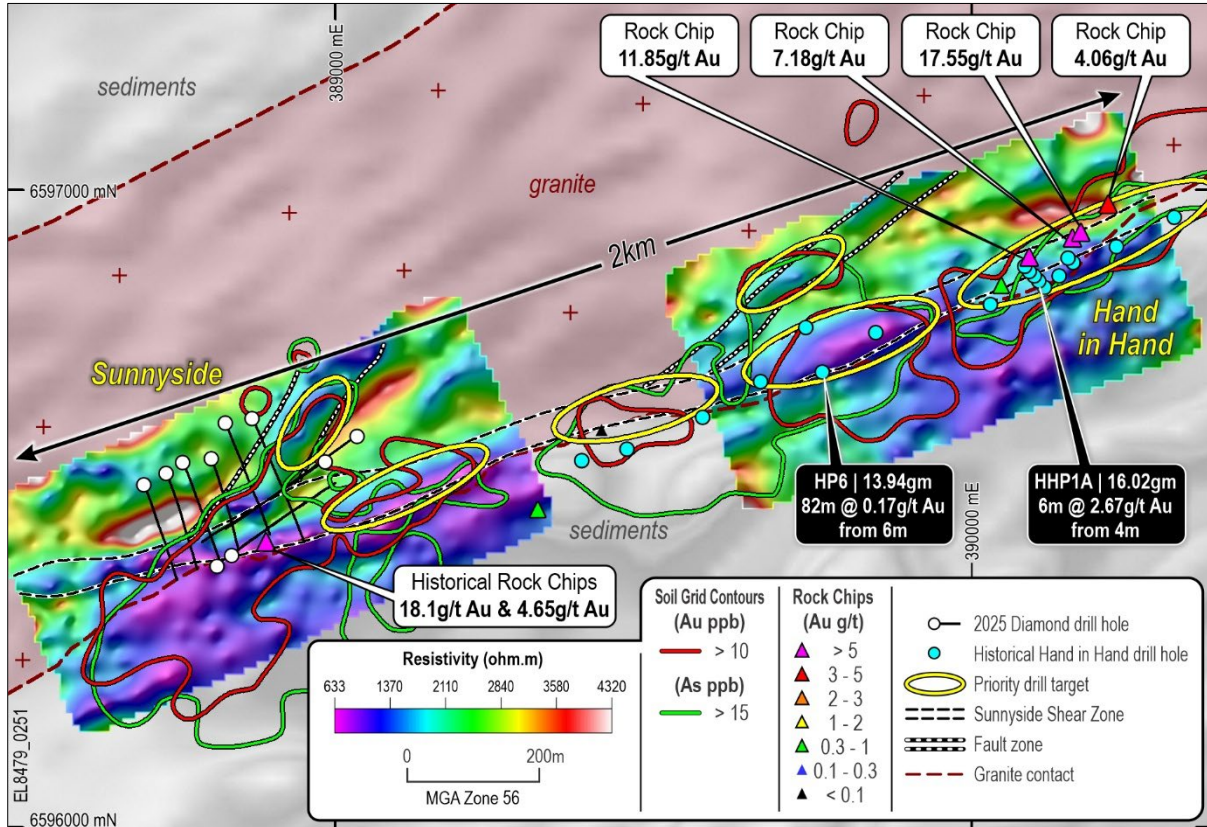 389000 mE
sediments
Rock Chip
11.85g/t Au
Rock Chip
7.18g/t Au
Rock Chip
17.55g/t Au
Rock Chip
4.06g/t Au
6597000 mN
granite
2km
Sunnyside
Hand
in Hand
HP6 | 13.94gm
82m @ 0.17g/t Au
from 6m
HHP1A | 16.02gm
6m @ 2.67g/t Au
from 4m
390000 mE
sediments
Historical Rock Chips
18.1g/t Au & 4.65g/t Au
Resistivity (ohm.m)
633 1370 2110 2840 3580 4320
0 200m
MGA Zone 56
Soil Grid Contours
(Au ppb)
> 10
(As ppb)
> 15
Rock Chips
(Au g/t)
> 5
3 - 5
2 - 3
1 - 2
0.3 - 1
0.1 - 0.3
< 0.1
2025 Diamond drill hole
Historical Hand in Hand drill hole
Priority drill target
Sunnyside Shear Zone
Fault zone
Granite contact
EL8479_0251
6596000 mN